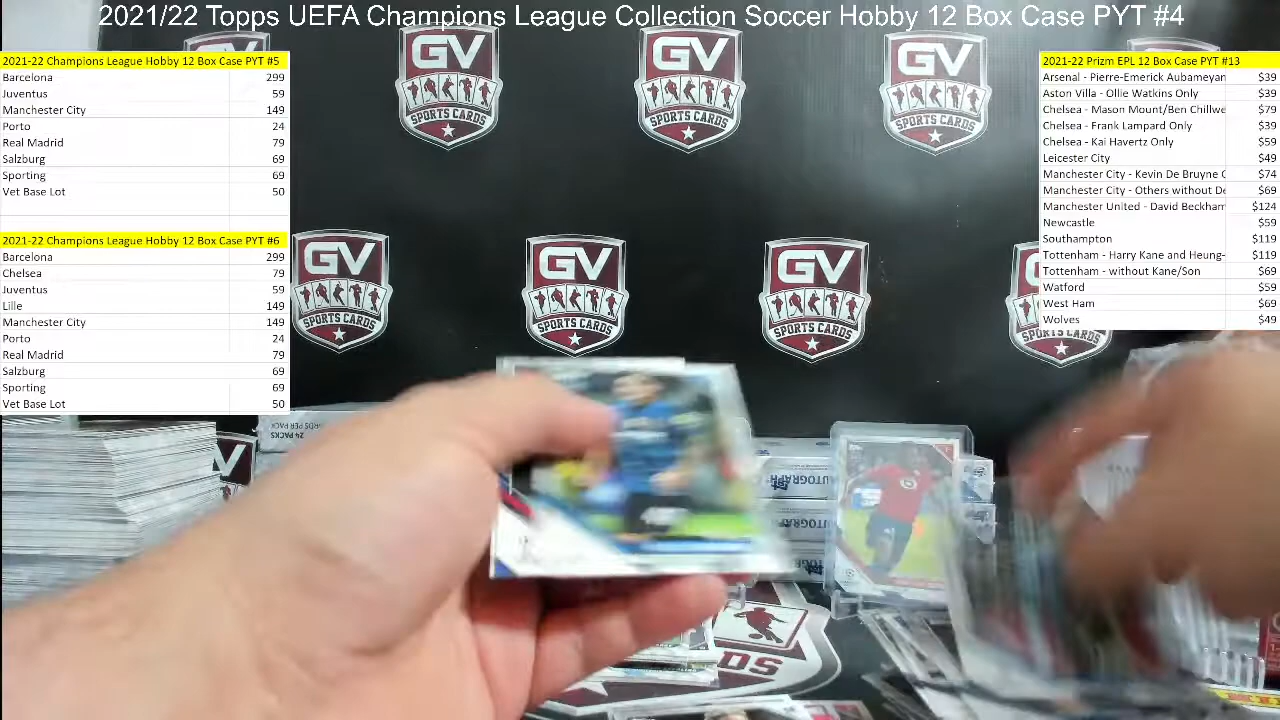 2021/22 Topps UEFA Champions League Collection Soccer Hobby 12 Box Case PYT #4
2021-22 Champions League Hobby 12 Box Case PYT #5
Barcelona 299
Juventus 59
Manchester City 149
Porto 24
Real Madrid 79
Salzburg 69
Sporting 69
Vet Base Lot 50
2021-22 Champions League Hobby 12 Box Case PYT #6
Barcelona 299
Chelsea 79
Juventus 59
Lille 149
Manchester City 149
Porto 24
Real Madrid 79
Salzburg 69
Sporting 69
Vet Base Lot 50
2021-22 Prizm EPL 12 Box Case PYT #13
Arsenal - Pierre-Emerick Aubameyan $39
Aston Villa - Ollie Watkins Only $39
Chelsea - Mason Mount/Ben Chillwe $79
Chelsea - Frank Lampard Only $39
Chelsea - Kai Havertz Only $59
Leicester City $49
Manchester City - Kevin De Bruyne $74
Manchester City - Others without De $69
Manchester United - David Beckham $124
Newcastle $59
Southampton $119
Tottenham - Harry Kane and Heung- $119
Tottenham - without Kane/Son $69
Watford $59
West Ham $69
Wolves $49
GV SPORTS CARDS
GV SPORTS CARDS
GV SPORTS CARDS
GV SPORTS CARDS
GV SPORTS CARDS
GV SPORTS CARDS
SPORTS CARDS
24 PACKS
AUTOGRAPH